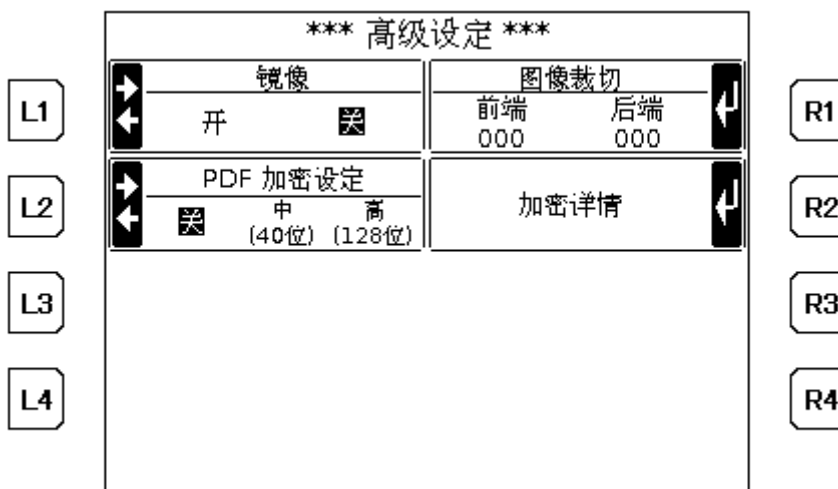 *** 高级设定 ***
L1
镜像
开 关
图像裁切
前端 后端
000 000
R1
L2
PDF 加密设定
关 中 高
(40位) (128位)
加密详情
R2
L3
R3
L4
R4